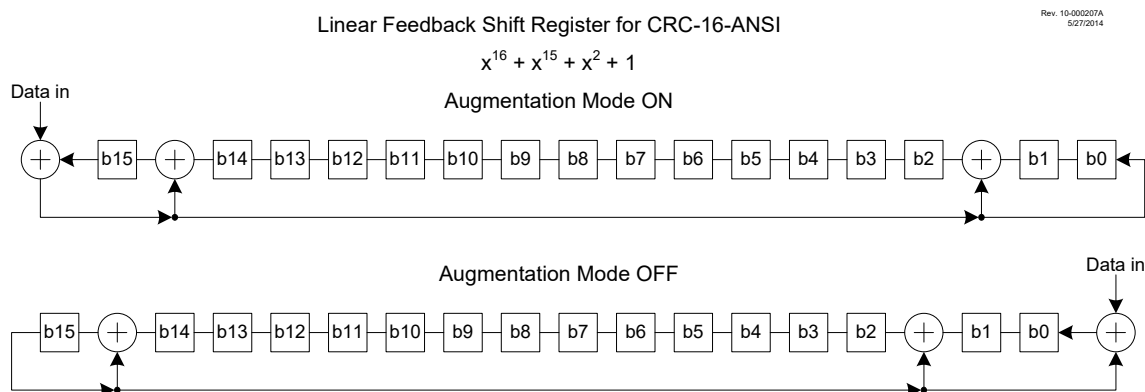 Linear Feedback Shift Register for CRC-16-ANSI
Rev. 10-000207A
5/27/2014
x^16 + x^15 + x^2 + 1
Augmentation Mode ON
Data in
+ b15 + b14 b13 b12 b11 b10 b9 b8 b7 b6 b5 b4 b3 b2 + b1 b0
Augmentation Mode OFF
Data in
b15 + b14 b13 b12 b11 b10 b9 b8 b7 b6 b5 b4 b3 b2 + b1 b0 +